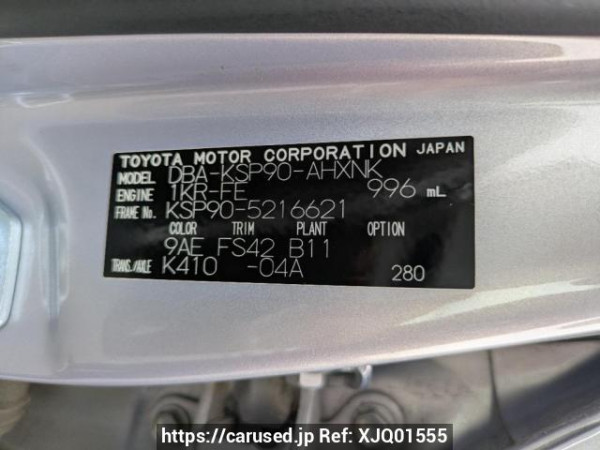 TOYOTA MOTOR CORPORATION JAPAN
MODEL DBA-KSP90-AHXNK
ENGINE 1KR-FE 996 mL
FRAME No. KSP90-5216621
COLOR TRIM PLANT OPTION
9AE FS42 B11
TRANS./AXLE K410 -04A 280
https://carused.jp Ref: XJQ01555